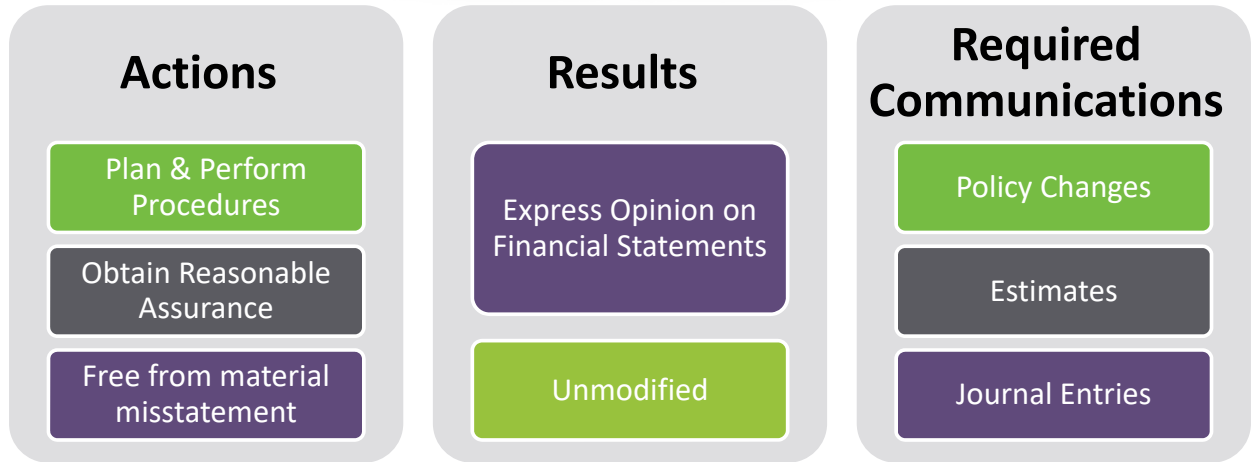 Actions
Plan & Perform
Procedures
Obtain Reasonable
Assurance
Free from material
misstatement
Results
Express Opinion on
Financial Statements
Unmodified
Required
Communications
Policy Changes
Estimates
Journal Entries